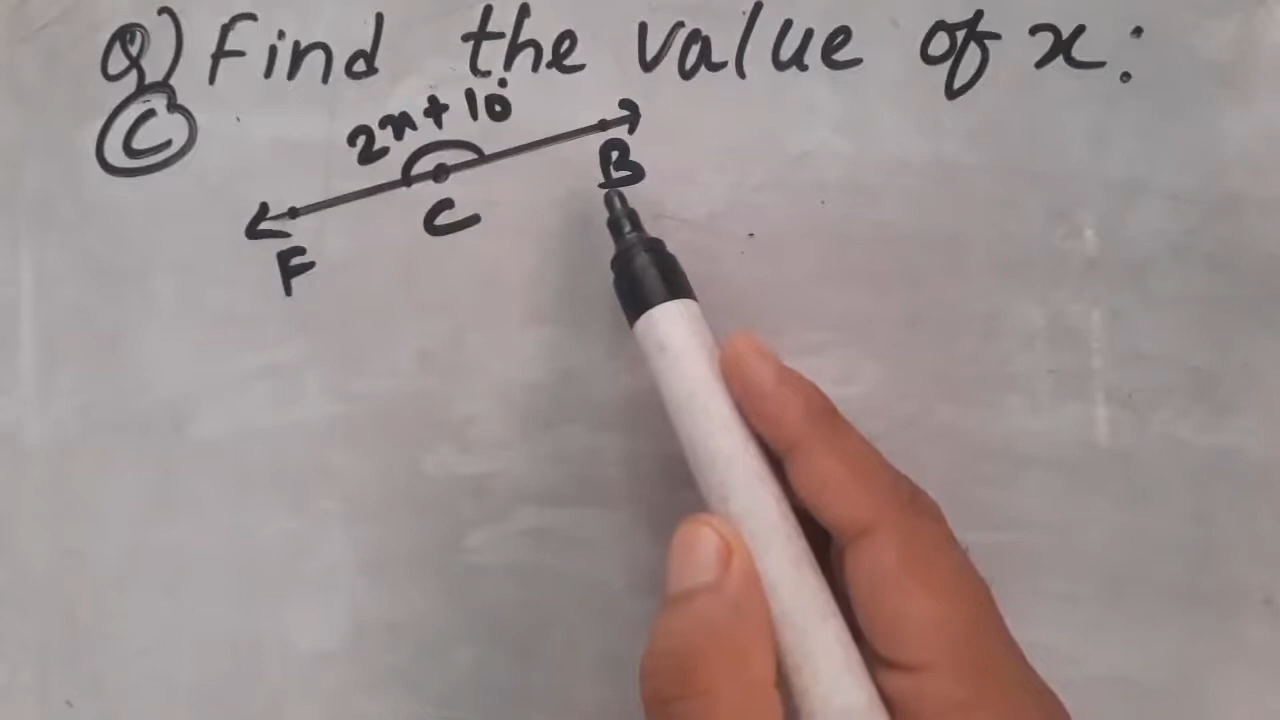 Q) Find the value of x:
C
2x + 10°
B
C
F